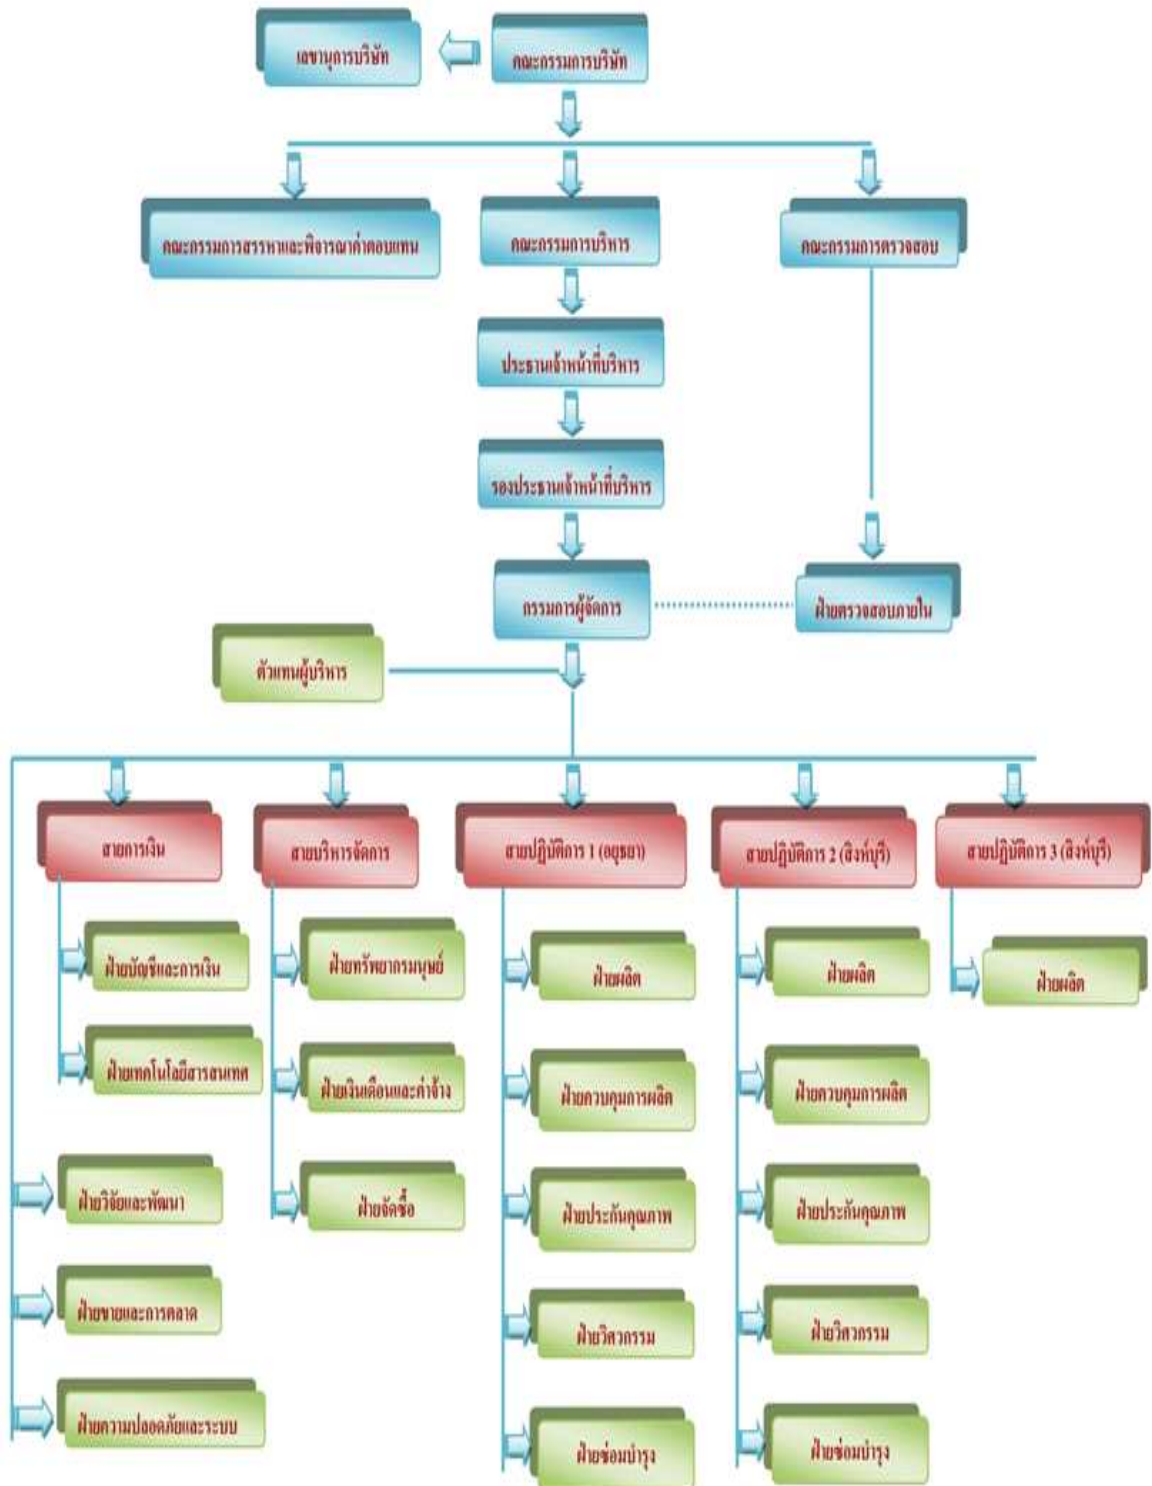 เลขานุการบริษัท
คณะกรรมการบริษัท
คณะกรรมการสรรหาและพิจารณาค่าตอบแทน
คณะกรรมการบริหาร
คณะกรรมการตรวจสอบ
ประธานเจ้าหน้าที่บริหาร
รองประธานเจ้าหน้าที่บริหาร
กรรมการผู้จัดการ
ฝ่ายตรวจสอบภายใน
ตัวแทนผู้บริหาร
สายการเงิน
สายบริหารจัดการ
สายปฏิบัติการ 1 (อยุธยา)
สายปฏิบัติการ 2 (สิงห์บุรี)
สายปฏิบัติการ 3 (สิงห์บุรี)
ฝ่ายบัญชีและการเงิน
ฝ่ายเทคโนโลยีสารสนเทศ
ฝ่ายวิจัยและพัฒนา
ฝ่ายขายและการตลาด
ฝ่ายความปลอดภัยและระบบ
ฝ่ายทรัพยากรมนุษย์
ฝ่ายเงินเดือนและค่าจ้าง
ฝ่ายจัดซื้อ
ฝ่ายผลิต
ฝ่ายควบคุมการผลิต
ฝ่ายประกันคุณภาพ
ฝ่ายวิศวกรรม
ฝ่ายซ่อมบำรุง
ฝ่ายผลิต
ฝ่ายควบคุมการผลิต
ฝ่ายประกันคุณภาพ
ฝ่ายวิศวกรรม
ฝ่ายซ่อมบำรุง
ฝ่ายผลิต